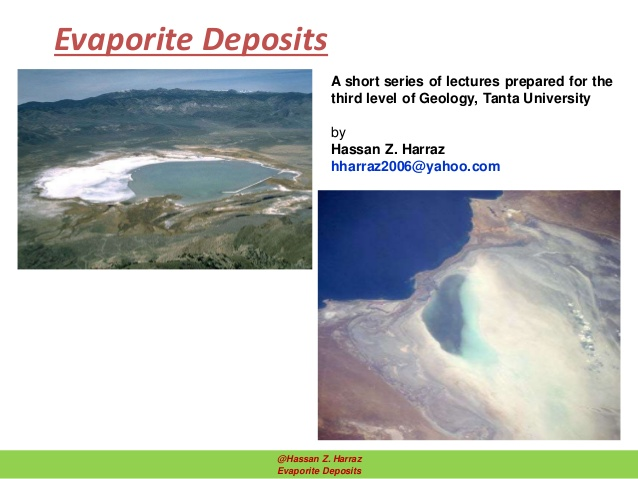 Evaporite Deposits
A short series of lectures prepared for the
third level of Geology, Tanta University
by
Hassan Z. Harraz
hharraz2006@yahoo.com
@Hassan Z. Harraz
Evaporite Deposits